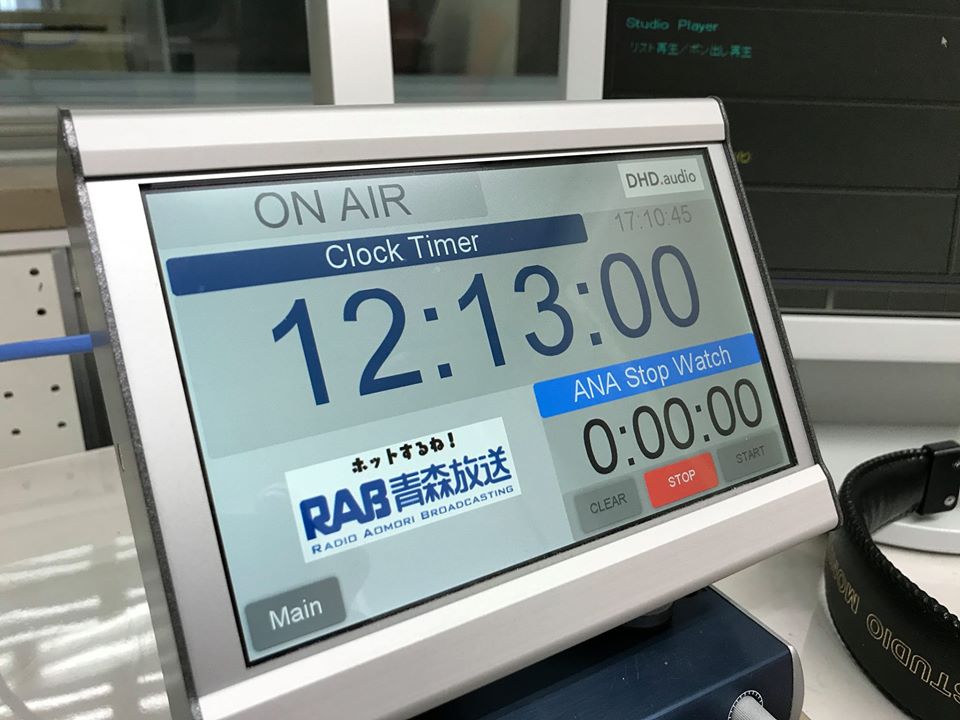 Studio Player
リスト再生/ポン出し再生
ON AIR
DHD.audio
Clock Timer
17:10:45
12:13:00
ANA Stop Watch
0:00:00
CLEAR
STOP
START
ホットするね!
RAB青森放送
RADIO AOMORI BROADCASTING
Main
STUDIO MON